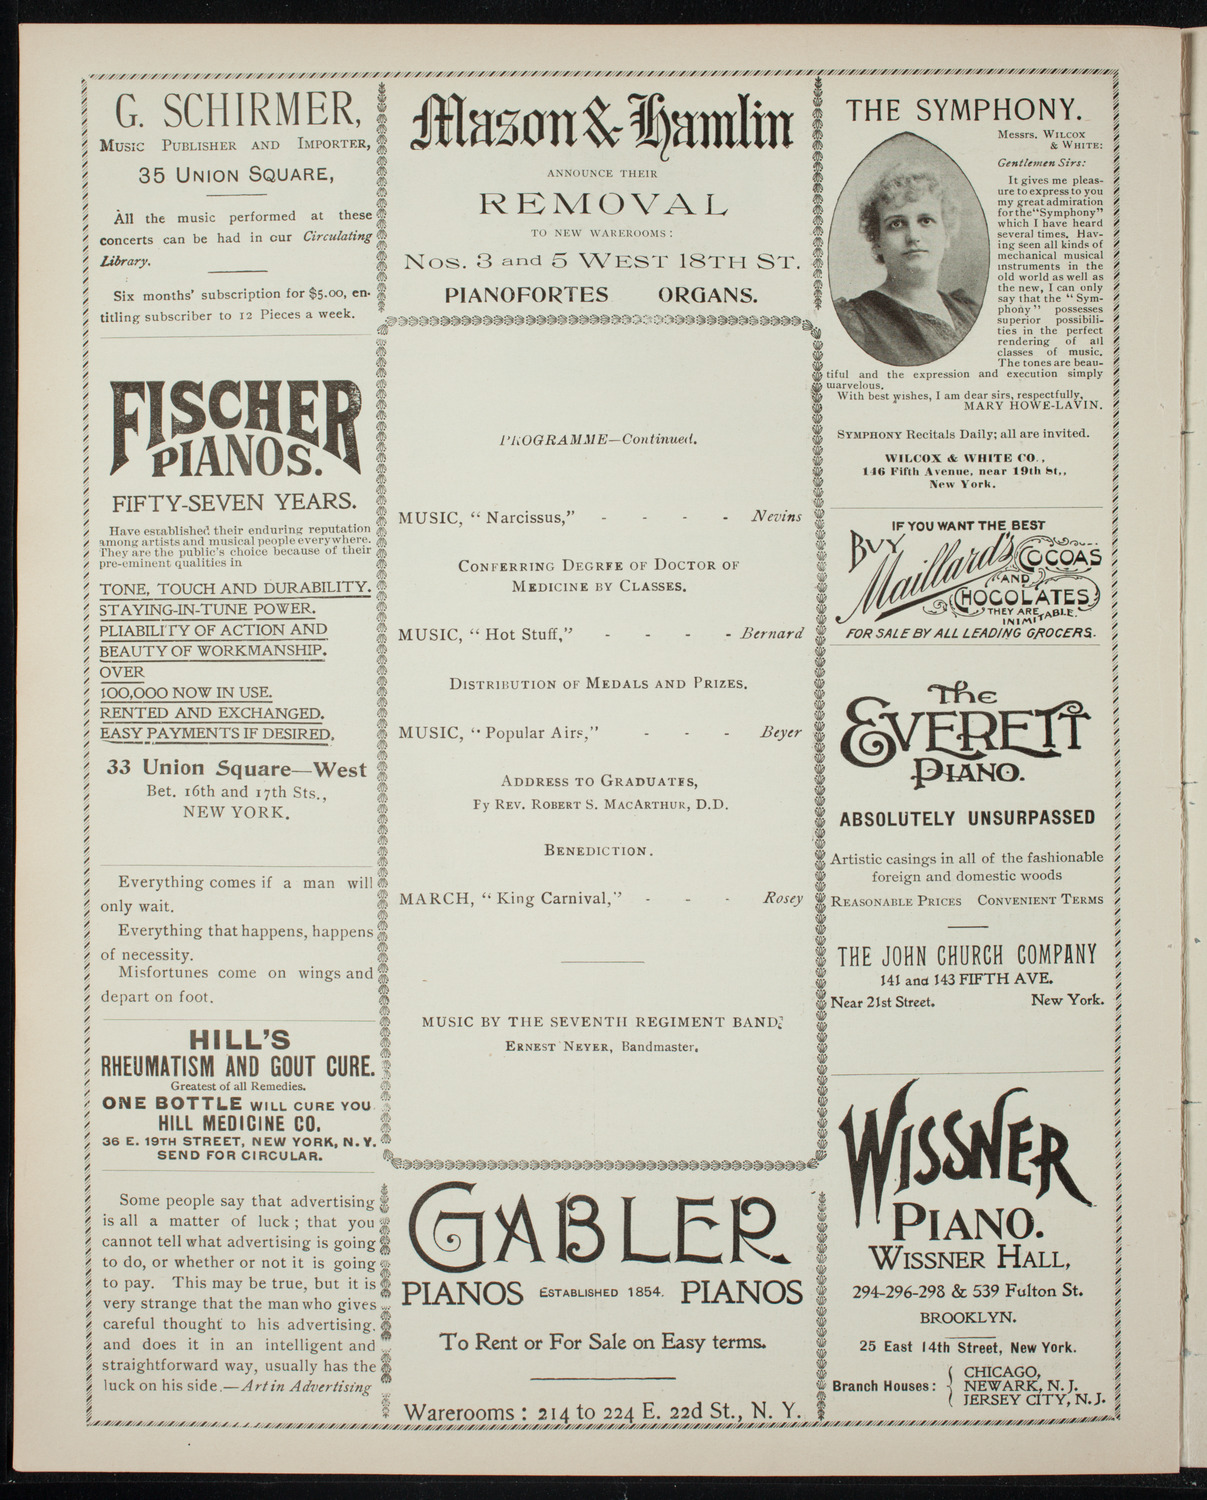 G. SCHIRMER,
MUSIC PUBLISHER AND IMPORTER,
35 UNION SQUARE,
All the music performed at these
concerts can be had in our Circulating
Library.
Six months' subscription for $5.00, en-
titling subscriber to 12 Pieces a week.
FISCHER
PIANOS.
FIFTY-SEVEN YEARS.
Have established their enduring reputation
among artists and musical people everywhere.
They are the public's choice because of their
pre-eminent qualities in
TONE, TOUCH AND DURABILITY.
STAYING-IN-TUNE POWER.
PLIABILITY OF ACTION AND
BEAUTY OF WORKMANSHIP.
OVER
100,000 NOW IN USE.
RENTED AND EXCHANGED.
EASY PAYMENTS IF DESIRED.
33 Union Square—West
Bet. 16th and 17th Sts.,
NEW YORK.
Everything comes if a man will
only wait.
Everything that happens, happens
of necessity.
Misfortunes come on wings and
depart on foot.
HILL'S
RHEUMATISM AND GOUT CURE.
Greatest of all Remedies.
ONE BOTTLE WILL CURE YOU
HILL MEDICINE CO.
36 E. 19TH STREET, NEW YORK, N.Y.
SEND FOR CIRCULAR.
Some people say that advertising
is all a matter of luck; that you
cannot tell what advertising is going
to do, or whether or not it is going
to pay. This may be true, but it is
very strange that the man who gives
careful thought to his advertising,
and does it in an intelligent and
straightforward way, usually has the
luck on his side.—Art in Advertising
Mason & Hamlin
ANNOUNCE THEIR
REMOVAL
TO NEW WAREROOMS:
Nos. 3 and 5 WEST 18TH ST.
PIANOFORTES ORGANS.
PROGRAMME—Continued.
MUSIC, "Narcissus," - - - - Nevins
CONFERRING DEGREE OF DOCTOR OF
MEDICINE BY CLASSES.
MUSIC, "Hot Stuff," - - - - Bernard
DISTRIBUTION OF MEDALS AND PRIZES.
MUSIC, "Popular Airs," - - - Beyer
ADDRESS TO GRADUATES,
By REV. ROBERT S. MACARTHUR, D.D.
BENEDICTION.
MARCH, "King Carnival," - - - Rosey
MUSIC BY THE SEVENTH REGIMENT BAND,
ERNEST NEYER, Bandmaster.
GABLER
PIANOS ESTABLISHED 1854. PIANOS
To Rent or For Sale on Easy terms.
Warerooms: 214 to 224 E. 22d St., N. Y.
THE SYMPHONY.
Messrs. WILCOX
& WHITE:
Gentlemen Sirs:
It gives me pleas-
ure to express to you
my great admiration
for the "Symphony"
which I have heard
several times. Hav-
ing seen all kinds of
mechanical musical
instruments in the
old world as well as
the new, I can only
say that the "Sym-
phony" possesses
superior possibili-
ties in the perfect
rendering of all
classes of music.
The tones are beau-
tiful and the expression and execution simply
marvelous.
With best wishes, I am dear sirs, respectfully,
MARY HOWE-LAVIN.
SYMPHONY Recitals Daily; all are invited.
WILCOX & WHITE CO.,
146 Fifth Avenue, near 19th St.,
New York.
IF YOU WANT THE BEST
BUY
Maillard's COCOAS
AND
CHOCOLATES
THEY ARE
INIMITABLE.
FOR SALE BY ALL LEADING GROCERS.
The
EVERETT
PIANO.
ABSOLUTELY UNSURPASSED
Artistic casings in all of the fashionable
foreign and domestic woods
REASONABLE PRICES CONVENIENT TERMS
THE JOHN CHURCH COMPANY
141 and 143 FIFTH AVE.
Near 21st Street. New York.
WISSNER
PIANO.
WISSNER HALL,
294-296-298 & 539 Fulton St.
BROOKLYN.
25 East 14th Street, New York.
Branch Houses: { CHICAGO,
NEWARK, N. J.
JERSEY CITY, N. J.